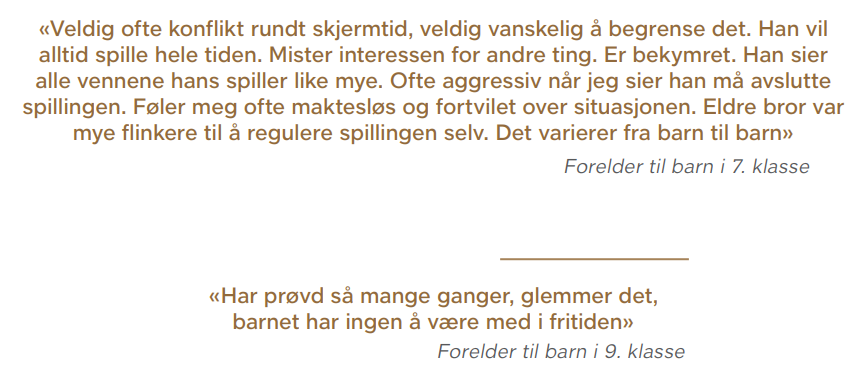 «Veldig ofte konflikt rundt skjermtid, veldig vanskelig å begrense det. Han vil
alltid spille hele tiden. Mister interessen for andre ting. Er bekymret. Han sier
alle vennene hans spiller like mye. Ofte aggressiv når jeg sier han må avslutte
spillingen. Føler meg ofte maktesløs og fortvilet over situasjonen. Eldre bror var
mye flinkere til å regulere spillingen selv. Det varierer fra barn til barn»
Forelder til barn i 7. klasse
«Har prøvd så mange ganger, glemmer det,
barnet har ingen å være med i fritiden»
Forelder til barn i 9. klasse